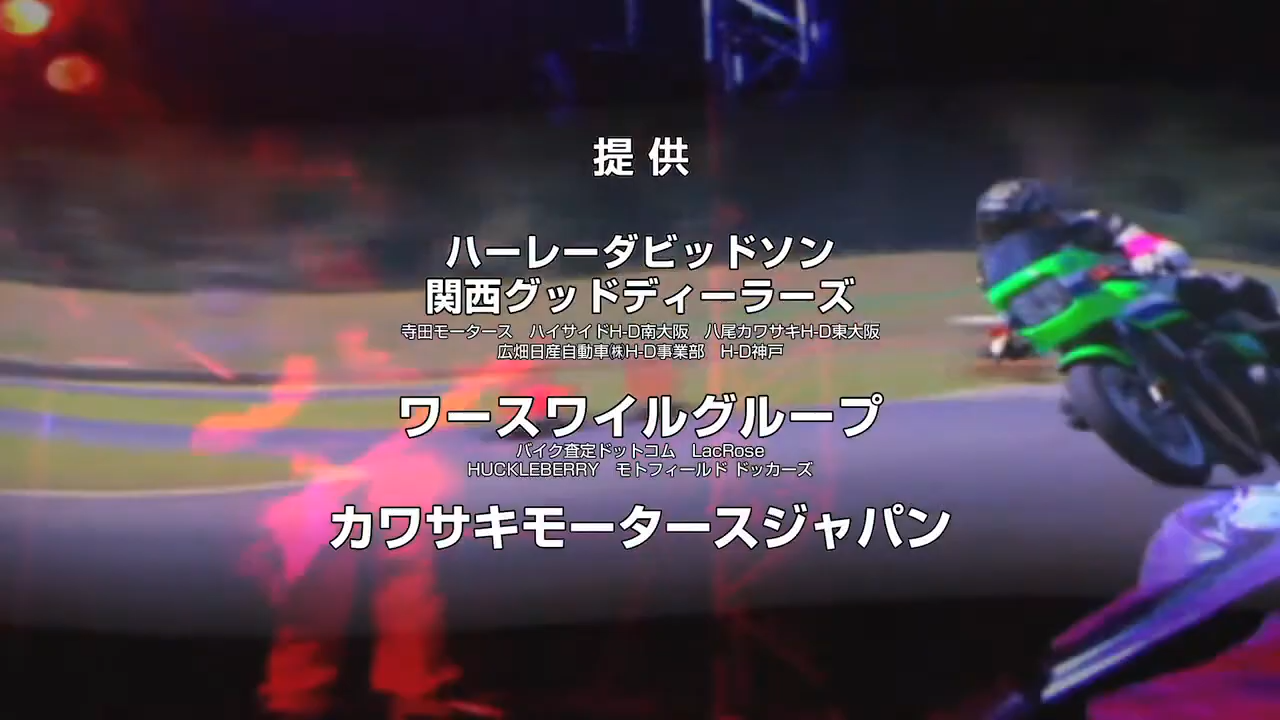 提供
ハーレーダビッドソン
関西グッドディーラーズ
寺田モータース　ハイサイドH-D南大阪　八尾カワサキH-D東大阪
広畑日産自動車㈱H-D事業部　H-D神戸
ワースワイルグループ
バイク査定ドットコム　LacRose
HUCKLEBERRY　モトフィールド ドッカーズ
カワサキモータースジャパン